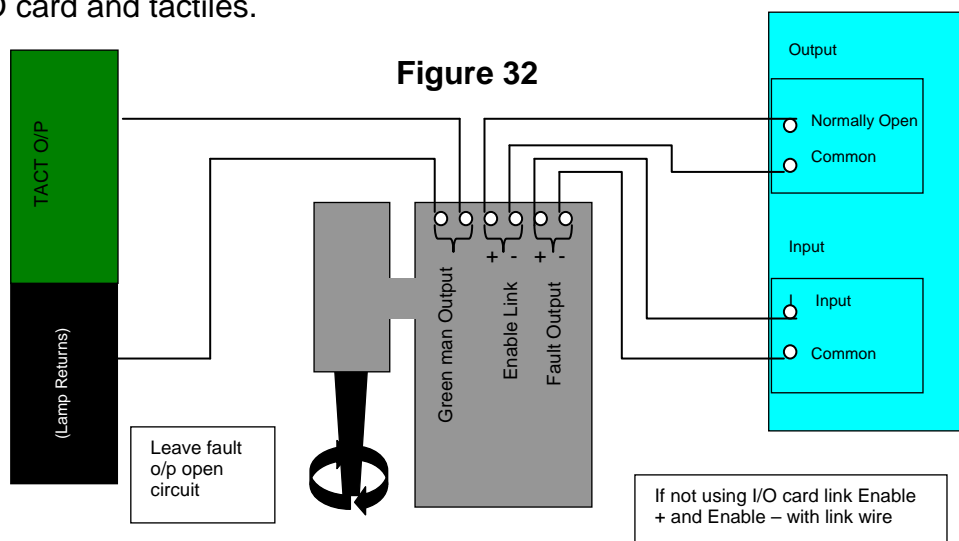 O card and tactiles.
Figure 32
TACT O/P
(Lamp Returns)
Leave fault
o/p open
circuit
+ - + -
Green man Output
Enable Link
Fault Output
Output
Normally Open
Common
Input
Input
Common
If not using I/O card link Enable
+ and Enable – with link wire